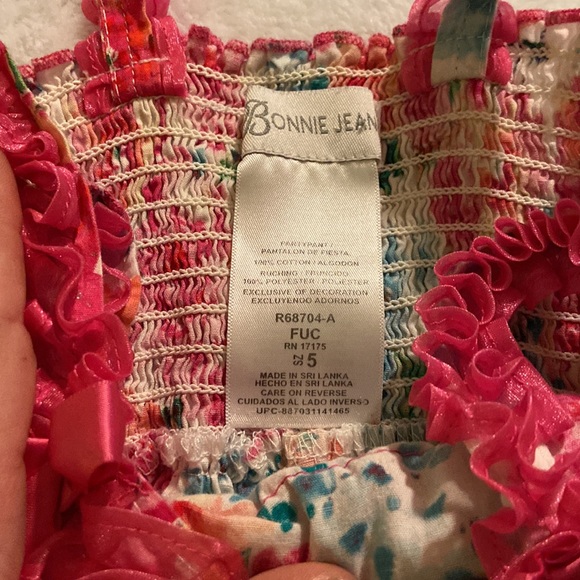 BONNIE JEAN
PARTYPANT /
PANTALON DE FIESTA
100% COTTON / ALGODON
RUCHING / FRUNCIDO
100% POLYESTER / POLIESTER
EXCLUSIVE OF DECORATION
EXCLUYENDO ADORNOS
R68704-A
FUC
RN 17175
SZ 5
MADE IN SRI LANKA
HECHO EN SRI LANKA
CARE ON REVERSE
CUIDADOS AL LADO INVERSO
UPC-887031141465